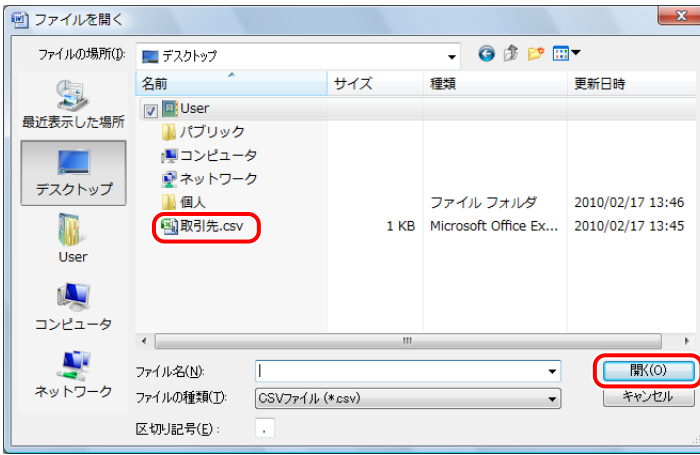 ファイルを開く
ファイルの場所(I):
デスクトップ
名前 サイズ 種類 更新日時
最近表示した場所
デスクトップ
User
コンピュータ
ネットワーク
User
パブリック
コンピュータ
ネットワーク
個人 ファイル フォルダ 2010/02/17 13:46
取引先.csv 1 KB Microsoft Office Ex... 2010/02/17 13:45
ファイル名(N):
開く(O)
ファイルの種類(T): CSVファイル (*.csv)
キャンセル
区切り記号(E) : ,